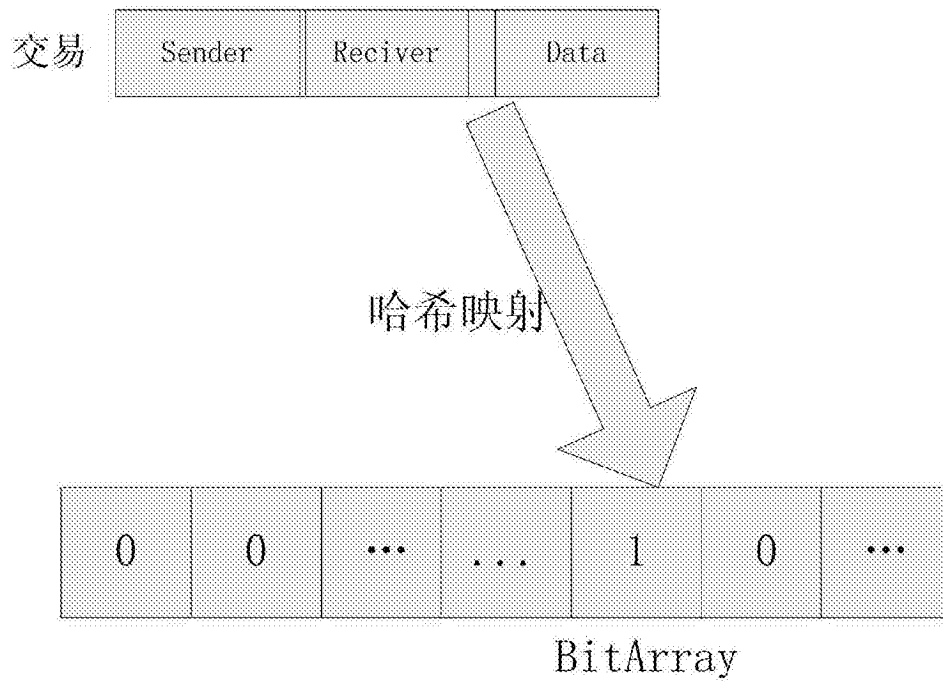 交易 Sender Reciver Data
哈希映射
0 0 … ... 1 0 …
BitArray